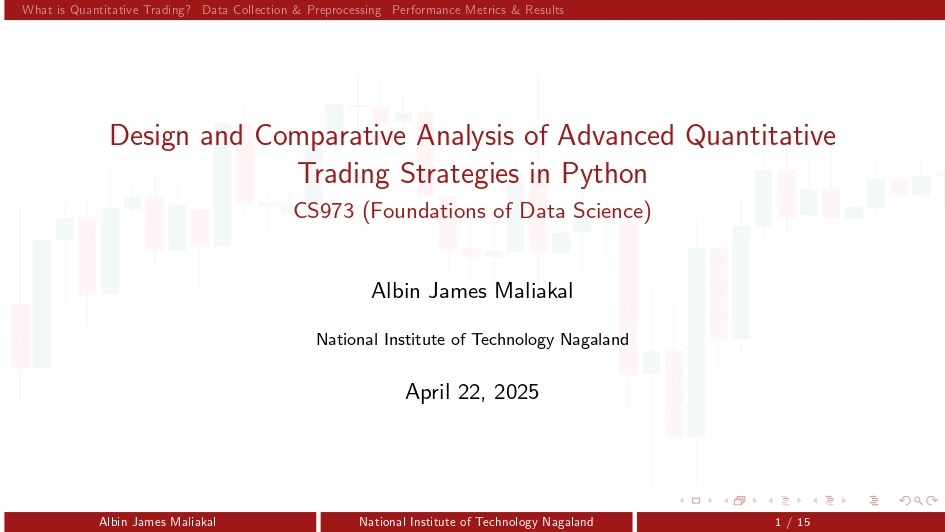 What is Quantitative Trading? Data Collection & Preprocessing Performance Metrics & Results
Design and Comparative Analysis of Advanced Quantitative
Trading Strategies in Python
CS973 (Foundations of Data Science)
Albin James Maliakal
National Institute of Technology Nagaland
April 22, 2025
Albin James Maliakal National Institute of Technology Nagaland 1 / 15